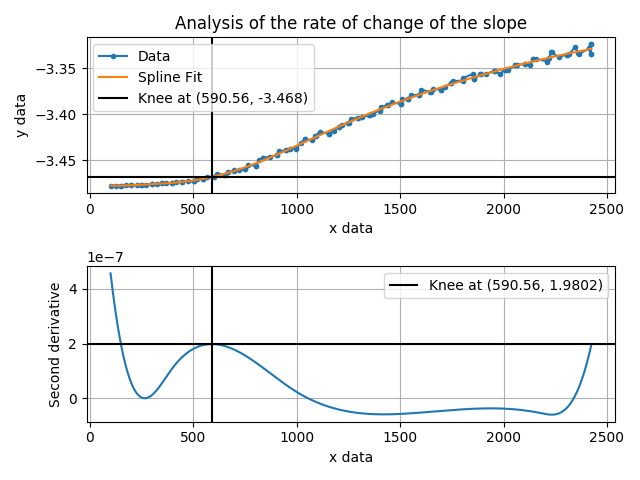 Analysis of the rate of change of the slope
Data
Spline Fit
Knee at (590.56, -3.468)
−3.35
−3.40
−3.45
y data
0 500 1000 1500 2000 2500
x data
1e−7
Knee at (590.56, 1.9802)
4
2
0
Second derivative
0 500 1000 1500 2000 2500
x data